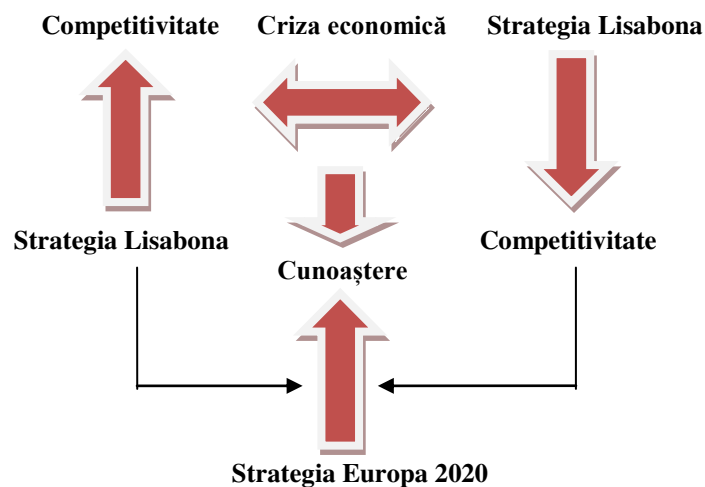 Competitivitate Criza economică Strategia Lisabona
Strategia Lisabona Competitivitate
Cunoaștere
Strategia Europa 2020